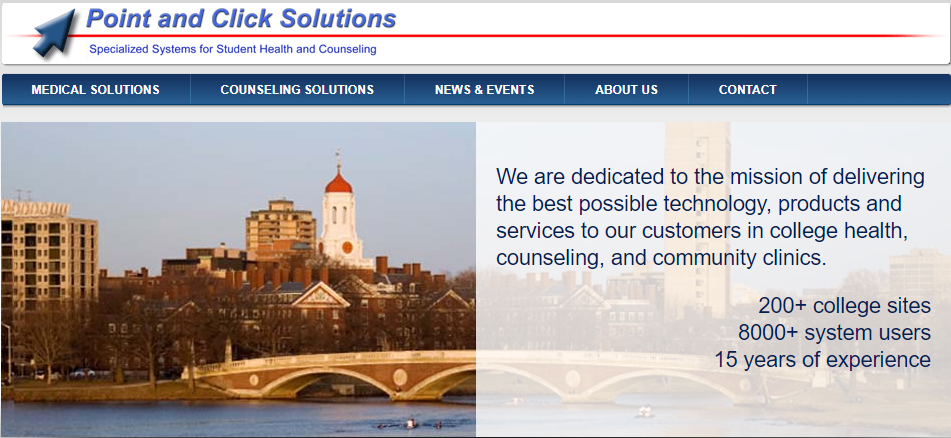 Point and Click Solutions
Specialized Systems for Student Health and Counseling
MEDICAL SOLUTIONS COUNSELING SOLUTIONS NEWS & EVENTS ABOUT US CONTACT
We are dedicated to the mission of delivering
the best possible technology, products and
services to our customers in college health,
counseling, and community clinics.
200+ college sites
8000+ system users
15 years of experience